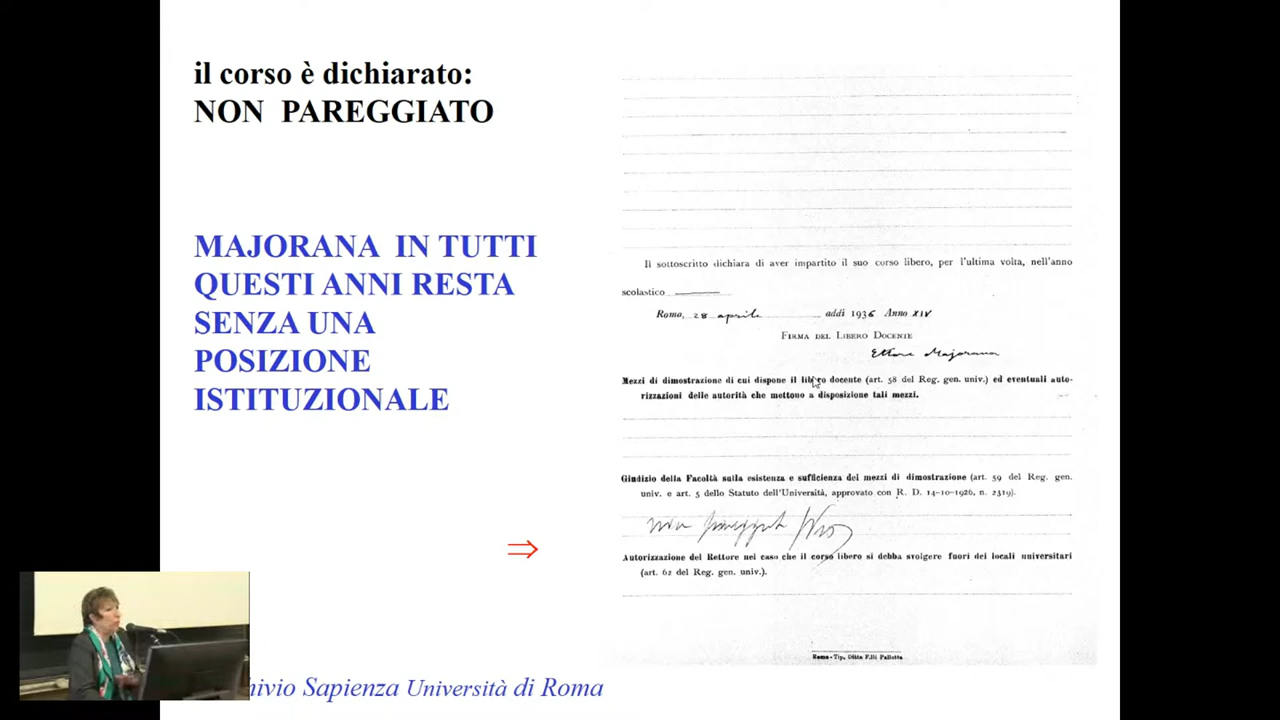 il corso è dichiarato:
NON PAREGGIATO
MAJORANA IN TUTTI
QUESTI ANNI RESTA
SENZA UNA
POSIZIONE
ISTITUZIONALE
⇒
hivio Sapienza Università di Roma
Il sottoscritto dichiara di aver impartito il suo corso libero, per l'ultima volta, nell'anno
scolastico
Roma, 28 aprile addì 1936 Anno XIV
Firma del Libero Docente
Ettore Majorana
Mezzi di dimostrazione di cui dispone il libero docente (art. 58 del Reg. gen. univ.) ed eventuali auto-
rizzazioni delle autorità che mettono a disposizione tali mezzi.
Giudizio della Facoltà sulla esistenza e sufficienza dei mezzi di dimostrazione (art. 59 del Reg. gen.
univ. e art. 5 dello Statuto dell'Università, approvato con R. D. 14-10-1926, n. 2319).
non pareggiato
Autorizzazione del Rettore nel caso che il corso libero si debba svolgere fuori dei locali universitari
(art. 62 del Reg. gen. univ.).
Roma - Tip. Ditta F.lli Pallotta